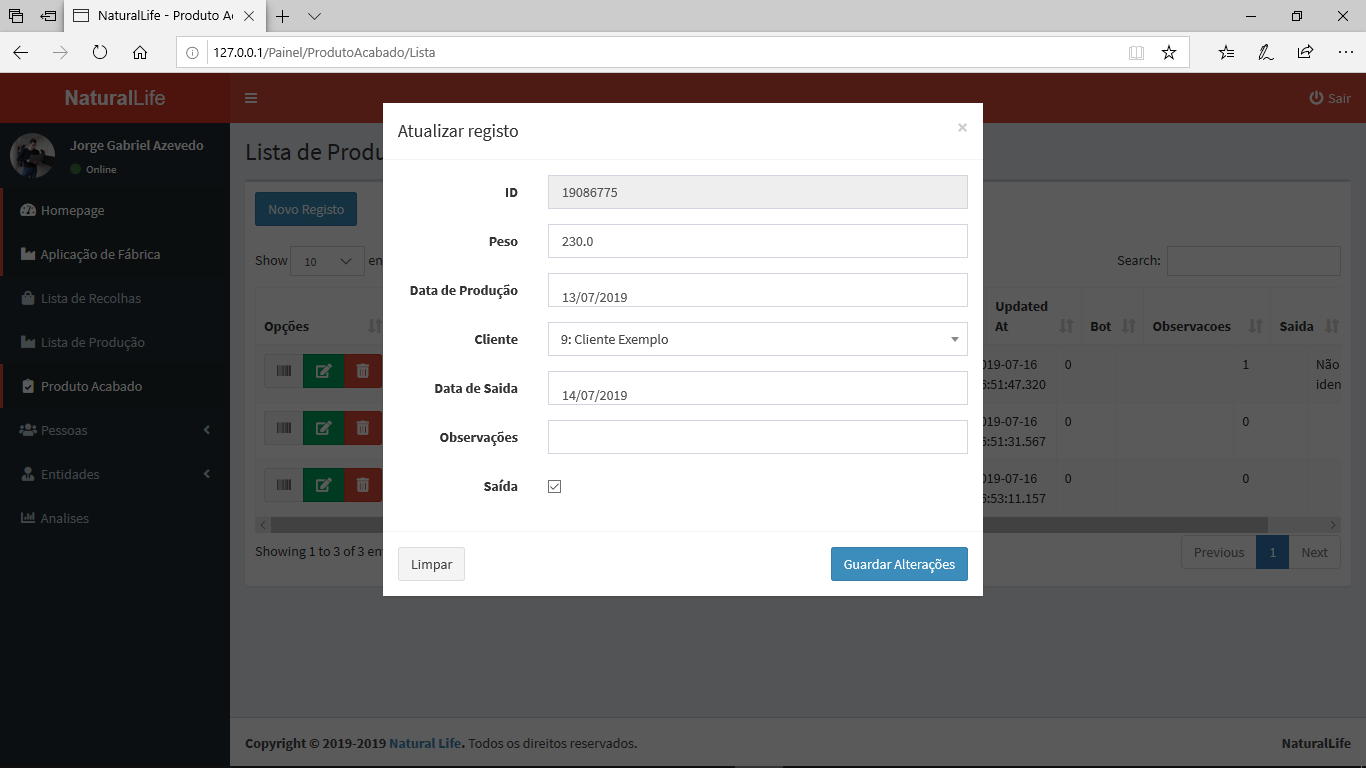 NaturalLife - Produto A
127.0.0.1/Painel/ProdutoAcabado/Lista
NaturalLife
Sair
Jorge Gabriel Azevedo
Online
Homepage
Aplicação de Fábrica
Lista de Recolhas
Lista de Produção
Produto Acabado
Pessoas
Entidades
Analises
Lista de Produ
Novo Registo
Show 10 en
Search:
Opções
Updated At
Bot
Observacoes
Saida
019-07-16
6:51:47.320
0
1
Não
iden
019-07-16
6:51:31.567
0
0
019-07-16
6:53:11.157
0
0
Showing 1 to 3 of 3 en
Previous 1 Next
Atualizar registo
×
ID 19086775
Peso 230.0
Data de Produção 13/07/2019
Cliente 9: Cliente Exemplo
Data de Saida 14/07/2019
Observações
Saída
Limpar
Guardar Alterações
Copyright © 2019-2019 Natural Life. Todos os direitos reservados.
NaturalLife